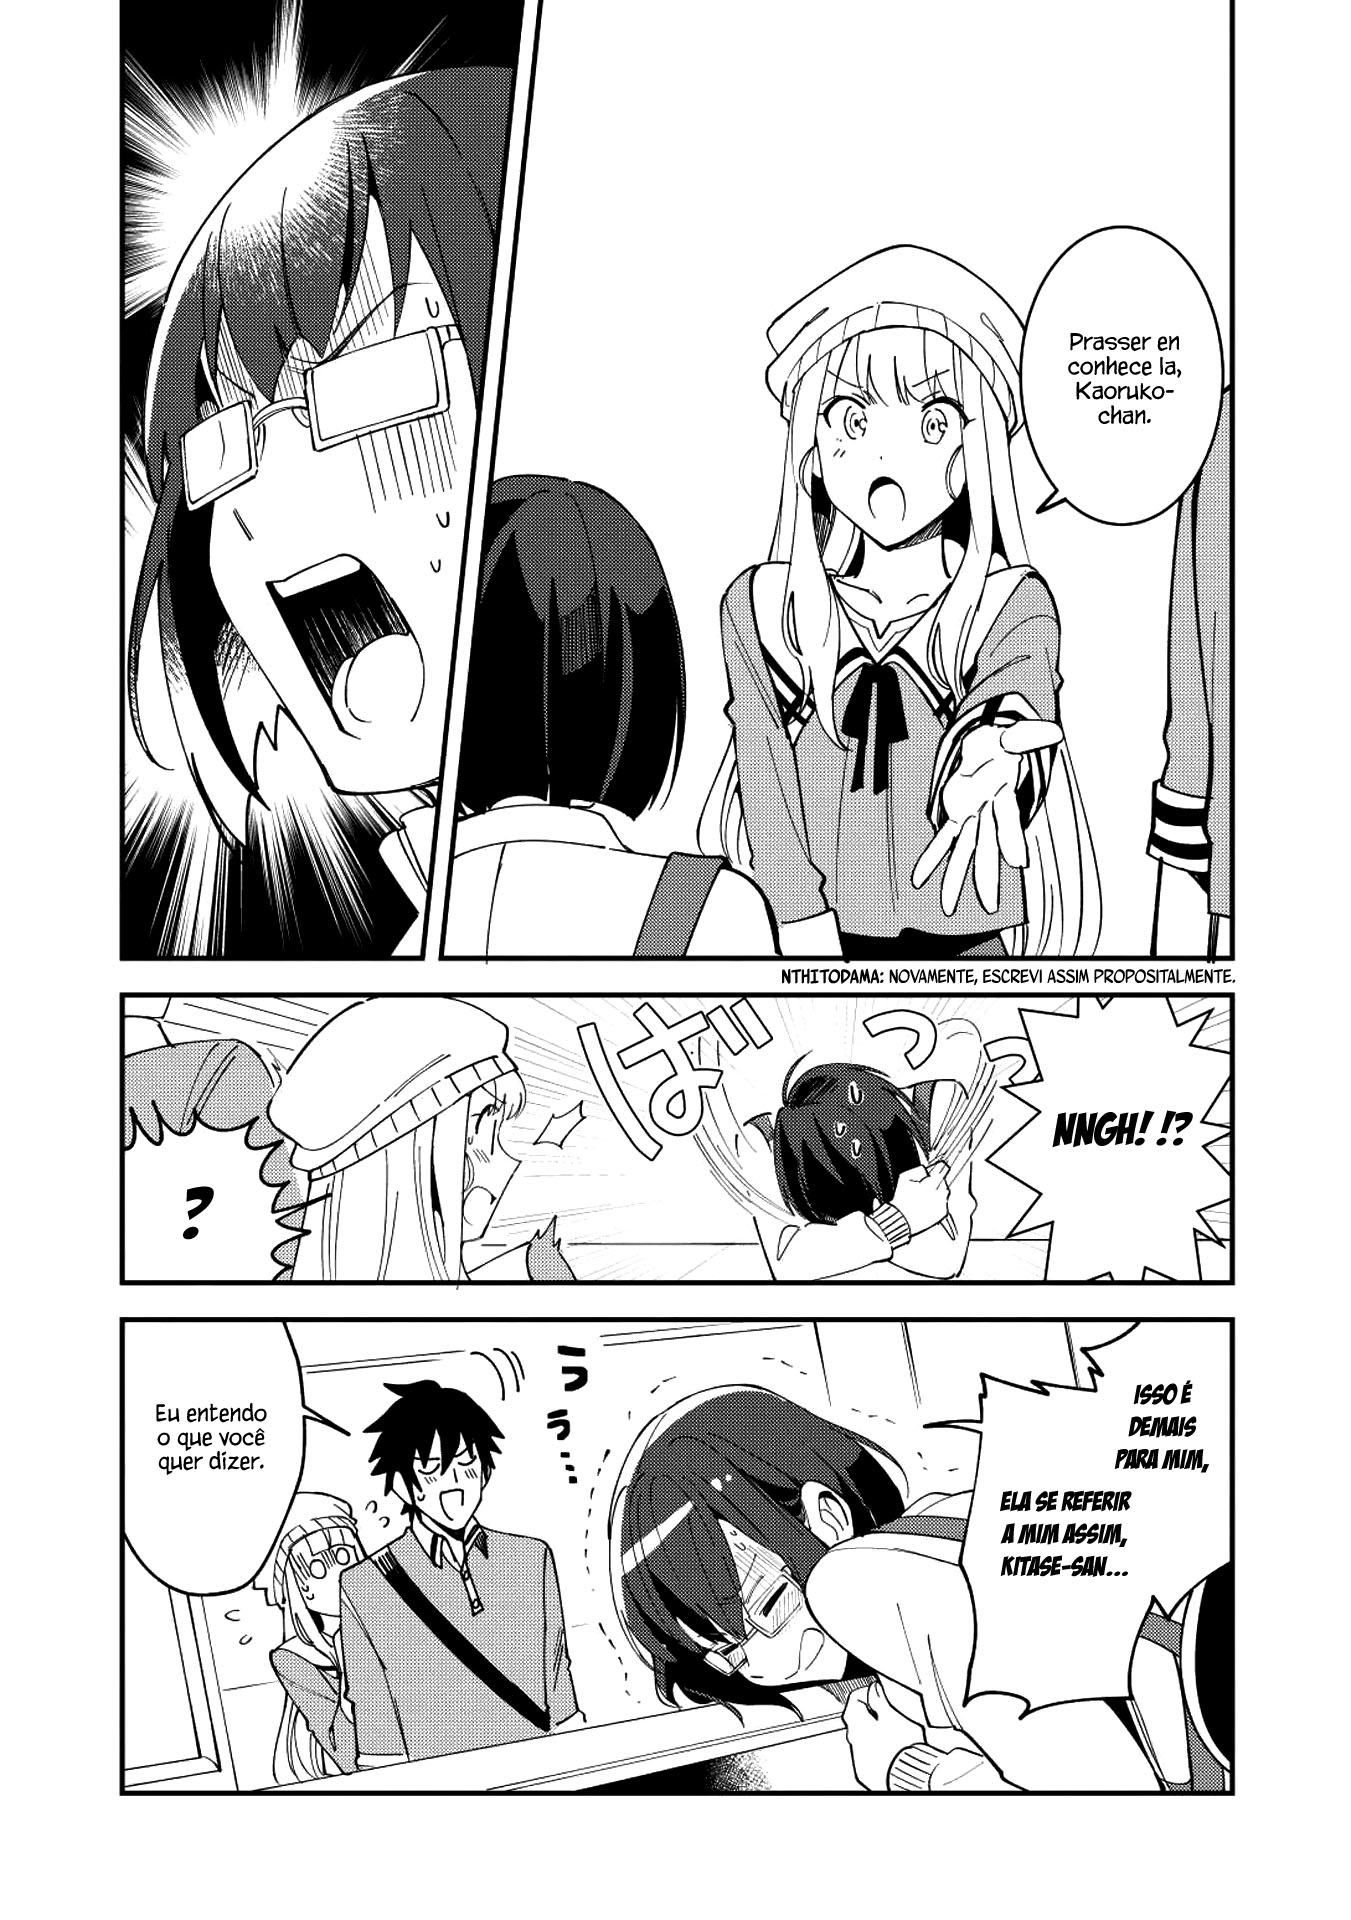 Prasser en
conhece la,
Kaoruko-
chan.
NTHITODAMA: NOVAMENTE, ESCREVI ASSIM PROPOSITALMENTE.
NNGH!!?
ばっっ
?
ISSO É
DEMAIS
PARA MIM,
ELA SE REFERIR
A MIM ASSIM,
KITASE-SAN...
うう...
Eu entendo
o que você
quer dizer.